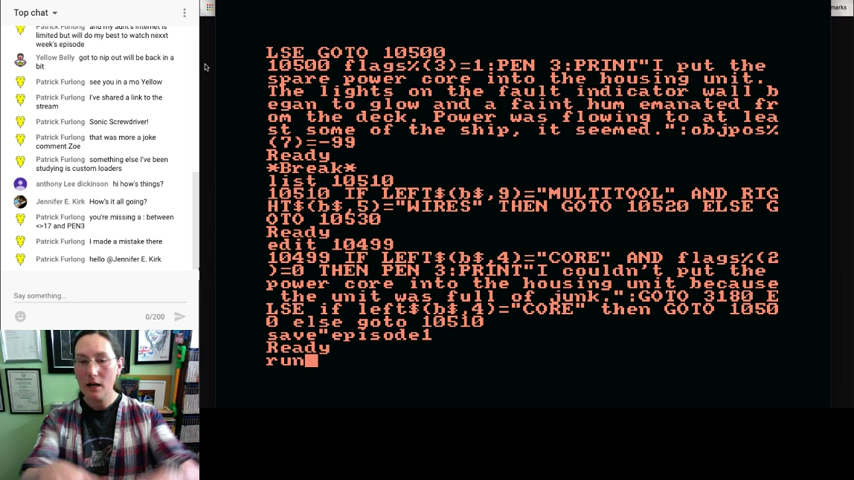 Top chat
Patrick Furlong and my aunt's internet is
limited but will do my best to watch nexxt
week's episode
Yellow Belly got to nip out will be back in a
bit
Patrick Furlong see you in a mo Yellow
Patrick Furlong I've shared a link to the
stream
Patrick Furlong Sonic Screwdriver!
Patrick Furlong that was more a joke
comment Zoe
Patrick Furlong something else I've been
studying is custom loaders
anthony Lee dickinson hi how's things?
Jennifer E. Kirk How's it all going?
Patrick Furlong you're missing a : between
<>17 and PEN3
Patrick Furlong I made a mistake there
Patrick Furlong hello @Jennifer E. Kirk
Say something...
0/200
marks
LSE GOTO 10500
10500 flags%(3)=1:PEN 3:PRINT"I put the
spare power core into the housing unit.
The lights on the fault indicator wall b
egan to glow and a faint hum emanated fr
om the deck. Power was flowing to at lea
st some of the ship, it seemed.":objpos%
(7)=-99
Ready
*Break*
list 10510
10510 IF LEFT$(b$,9)="MULTITOOL" AND RIG
HT$(b$,5)="WIRES" THEN GOTO 10520 ELSE G
OTO 10530
Ready
edit 10499
10499 IF LEFT$(b$,4)="CORE" AND flags%(2
)=0 THEN PEN 3:PRINT"I couldn't put the
power core into the housing unit because
the unit was full of junk.":GOTO 3180 E
LSE if left$(b$,4)="CORE" then GOTO 1050
0 else goto 10510
save"episode1
Ready
run